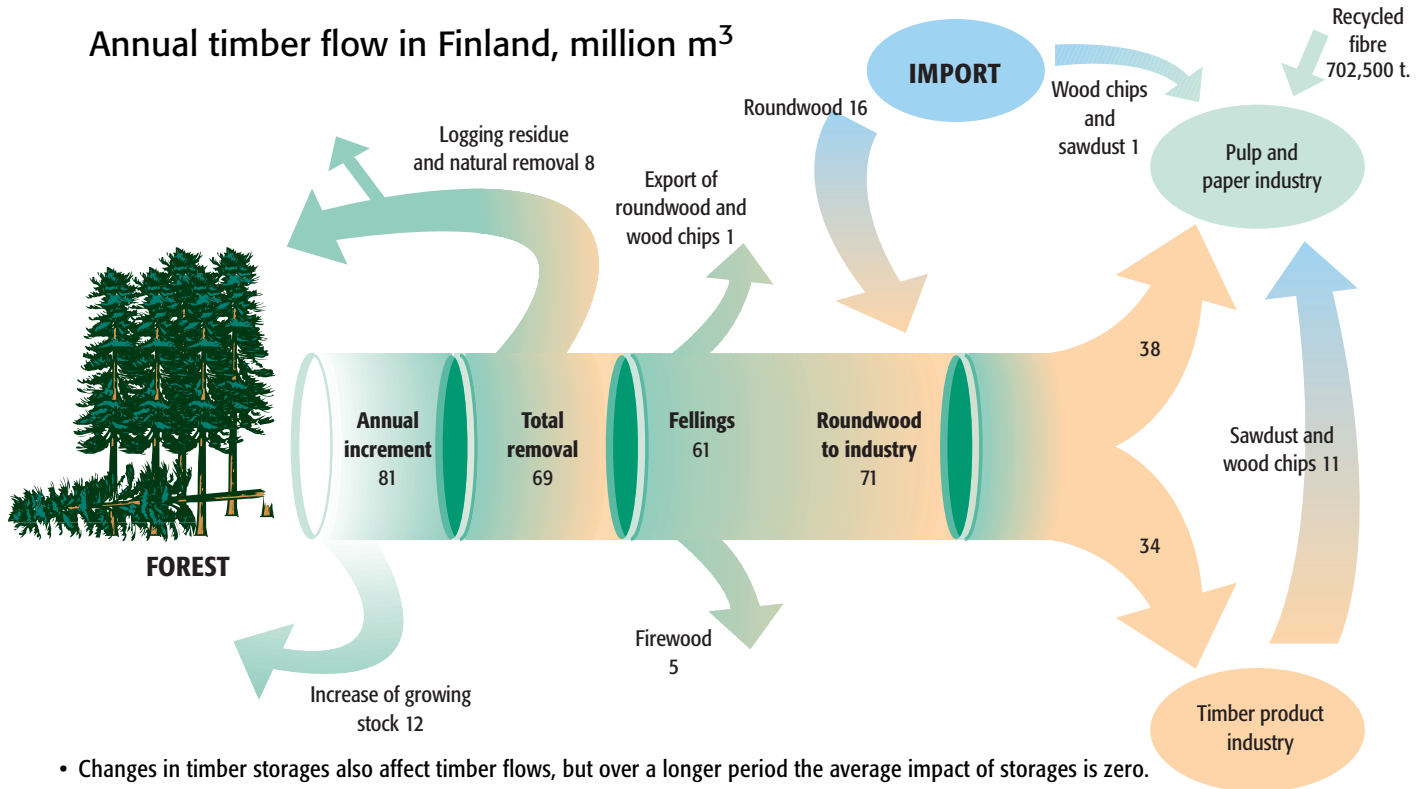 Annual timber flow in Finland, million m³
IMPORT
Recycled
fibre
702,500 t.
Wood chips
and
sawdust 1
Roundwood 16
Pulp and
paper industry
Logging residue
and natural removal 8
Export of
roundwood and
wood chips 1
38
Annual
increment
81
Total
removal
69
Fellings
61
Roundwood
to industry
71
Sawdust and
wood chips 11
34
FOREST
Firewood
5
Increase of growing
stock 12
Timber product
industry
• Changes in timber storages also affect timber flows, but over a longer period the average impact of storages is zero.